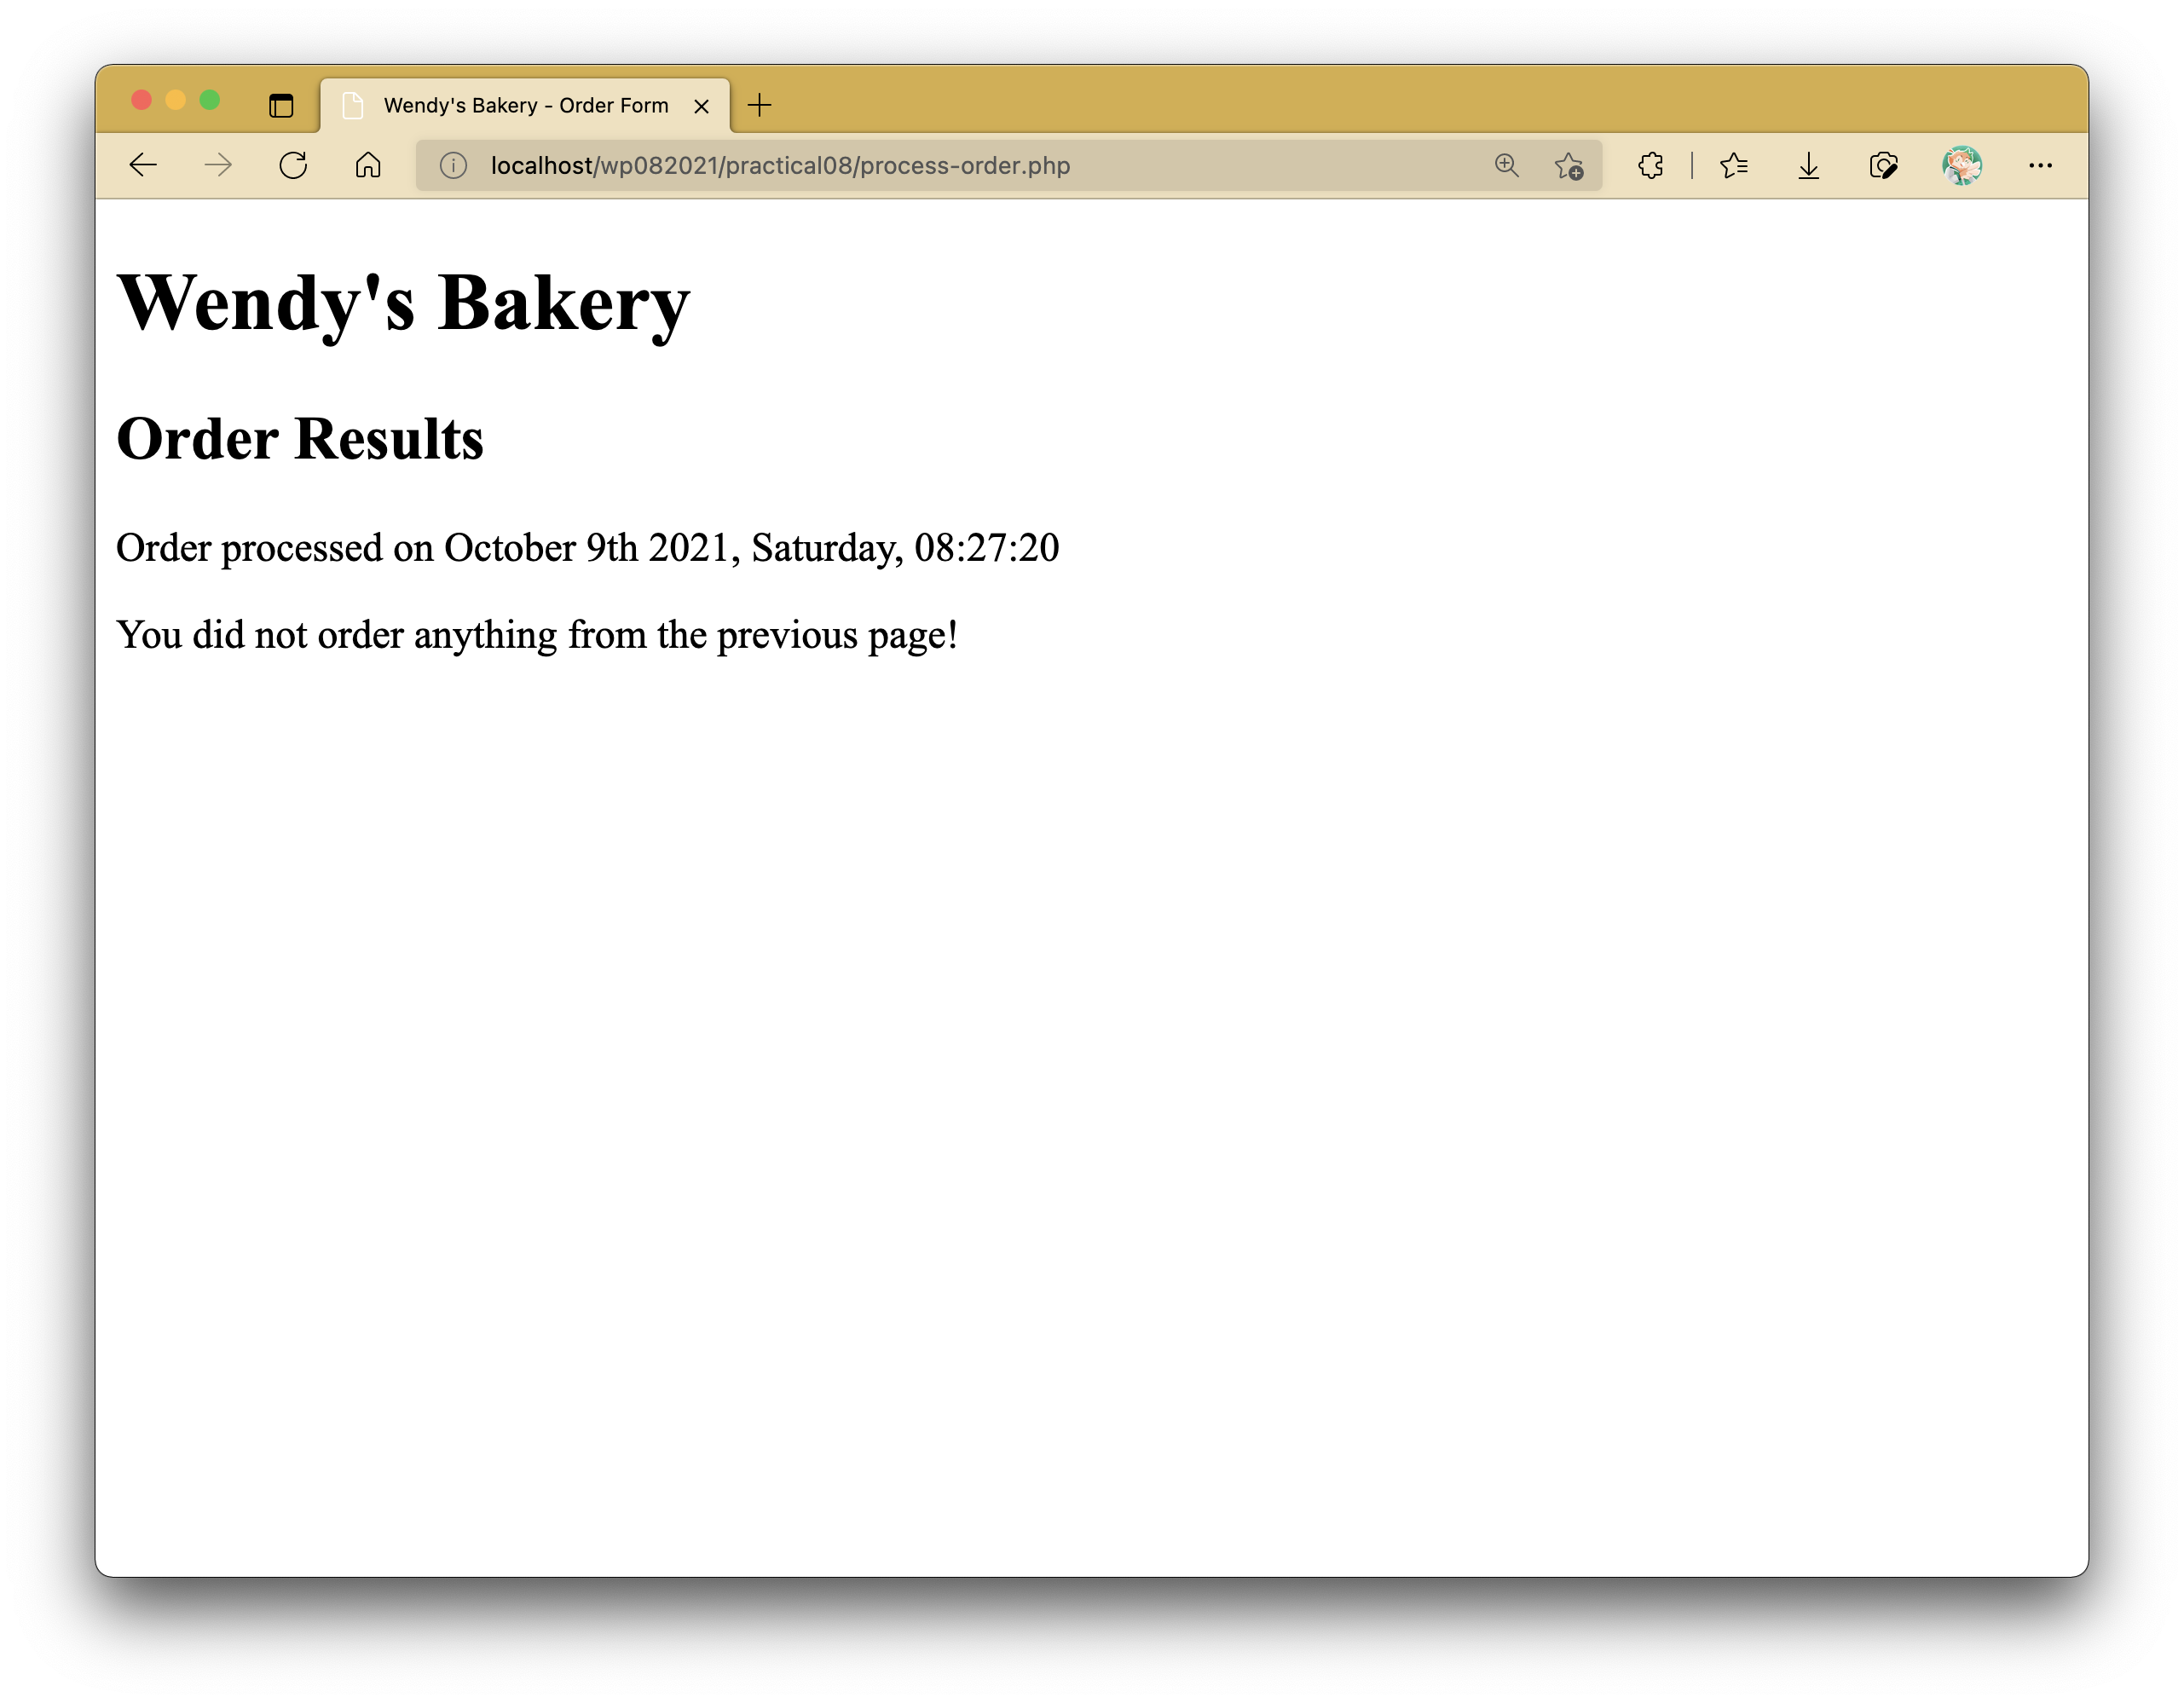 Wendy's Bakery - Order Form
localhost/wp082021/practical08/process-order.php
Wendy's Bakery
Order Results
Order processed on October 9th 2021, Saturday, 08:27:20
You did not order anything from the previous page!